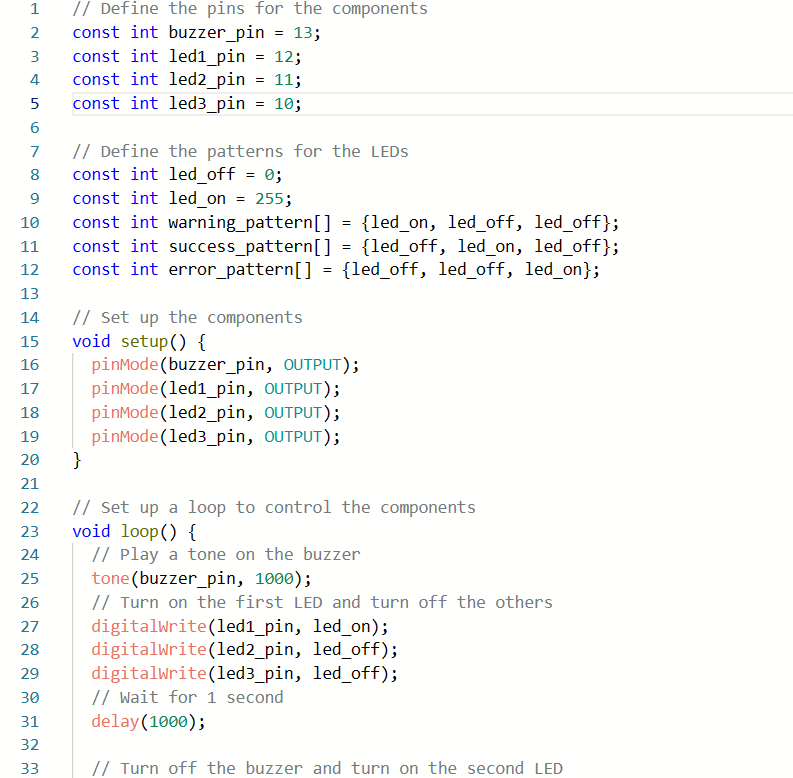 1 // Define the pins for the components
2 const int buzzer_pin = 13;
3 const int led1_pin = 12;
4 const int led2_pin = 11;
5 const int led3_pin = 10;
6
7 // Define the patterns for the LEDs
8 const int led_off = 0;
9 const int led_on = 255;
10 const int warning_pattern[] = {led_on, led_off, led_off};
11 const int success_pattern[] = {led_off, led_on, led_off};
12 const int error_pattern[] = {led_off, led_off, led_on};
13
14 // Set up the components
15 void setup() {
16   pinMode(buzzer_pin, OUTPUT);
17   pinMode(led1_pin, OUTPUT);
18   pinMode(led2_pin, OUTPUT);
19   pinMode(led3_pin, OUTPUT);
20 }
21
22 // Set up a loop to control the components
23 void loop() {
24   // Play a tone on the buzzer
25   tone(buzzer_pin, 1000);
26   // Turn on the first LED and turn off the others
27   digitalWrite(led1_pin, led_on);
28   digitalWrite(led2_pin, led_off);
29   digitalWrite(led3_pin, led_off);
30   // Wait for 1 second
31   delay(1000);
32
33   // Turn off the buzzer and turn on the second LED